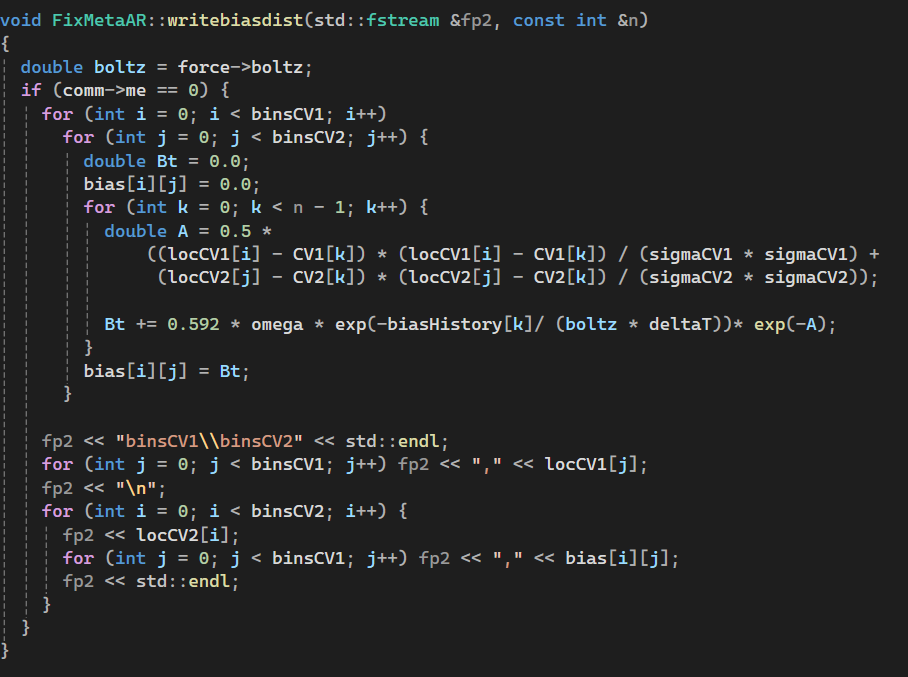 void FixMetaAR::writebiasdist(std::fstream &fp2, const int &n)
{
  double boltz = force->boltz;
  if (comm->me == 0) {
    for (int i = 0; i < binsCV1; i++)
      for (int j = 0; j < binsCV2; j++) {
        double Bt = 0.0;
        bias[i][j] = 0.0;
        for (int k = 0; k < n - 1; k++) {
          double A = 0.5 *
              ((locCV1[i] - CV1[k]) * (locCV1[i] - CV1[k]) / (sigmaCV1 * sigmaCV1) +
               (locCV2[j] - CV2[k]) * (locCV2[j] - CV2[k]) / (sigmaCV2 * sigmaCV2));

          Bt += 0.592 * omega * exp(-biasHistory[k]/ (boltz * deltaT))* exp(-A);
        }
        bias[i][j] = Bt;
      }

    fp2 << "binsCV1\\binsCV2" << std::endl;
    for (int j = 0; j < binsCV1; j++) fp2 << "," << locCV1[j];
    fp2 << "\n";
    for (int i = 0; i < binsCV2; i++) {
      fp2 << locCV2[i];
      for (int j = 0; j < binsCV1; j++) fp2 << "," << bias[i][j];
      fp2 << std::endl;
    }
  }
}